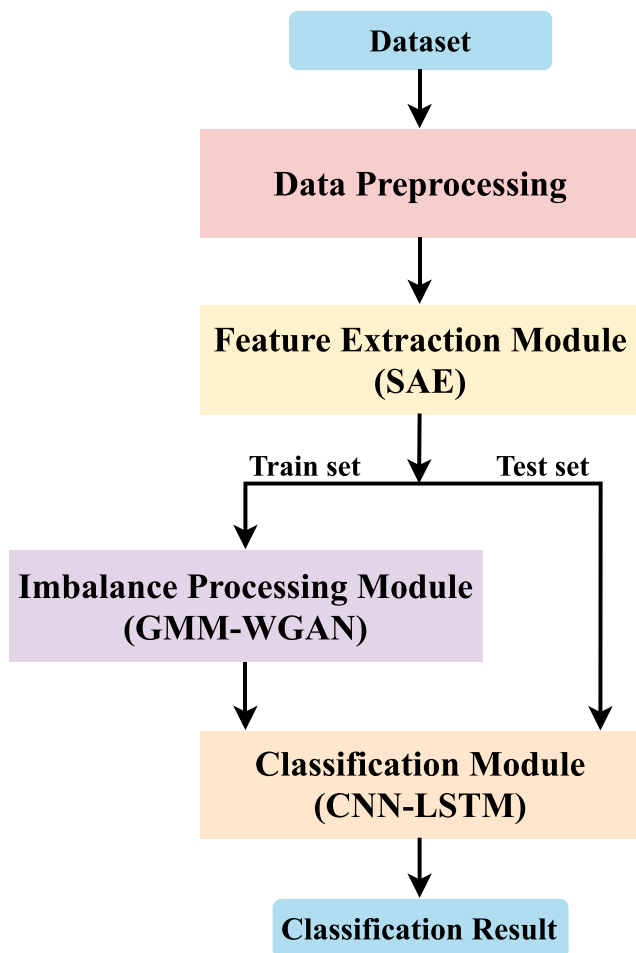 Dataset
Data Preprocessing
Feature Extraction Module
(SAE)
Train set
Test set
Imbalance Processing Module
(GMM-WGAN)
Classification Module
(CNN-LSTM)
Classification Result